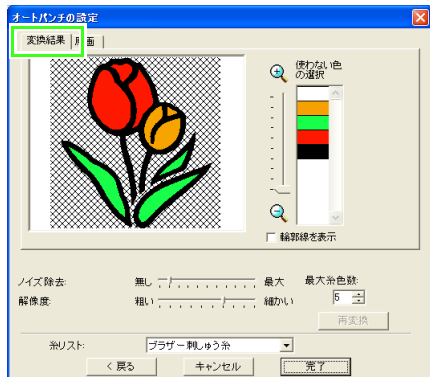 オートパンチの設定
変換結果
原画
使わない色
の選択
輪郭線を表示
ノイズ除去:
無し
最大
最大糸色数:
解像度:
粗い
細かい
5
再変換
糸リスト:
ブラザー刺しゅう糸
< 戻る
キャンセル
完了